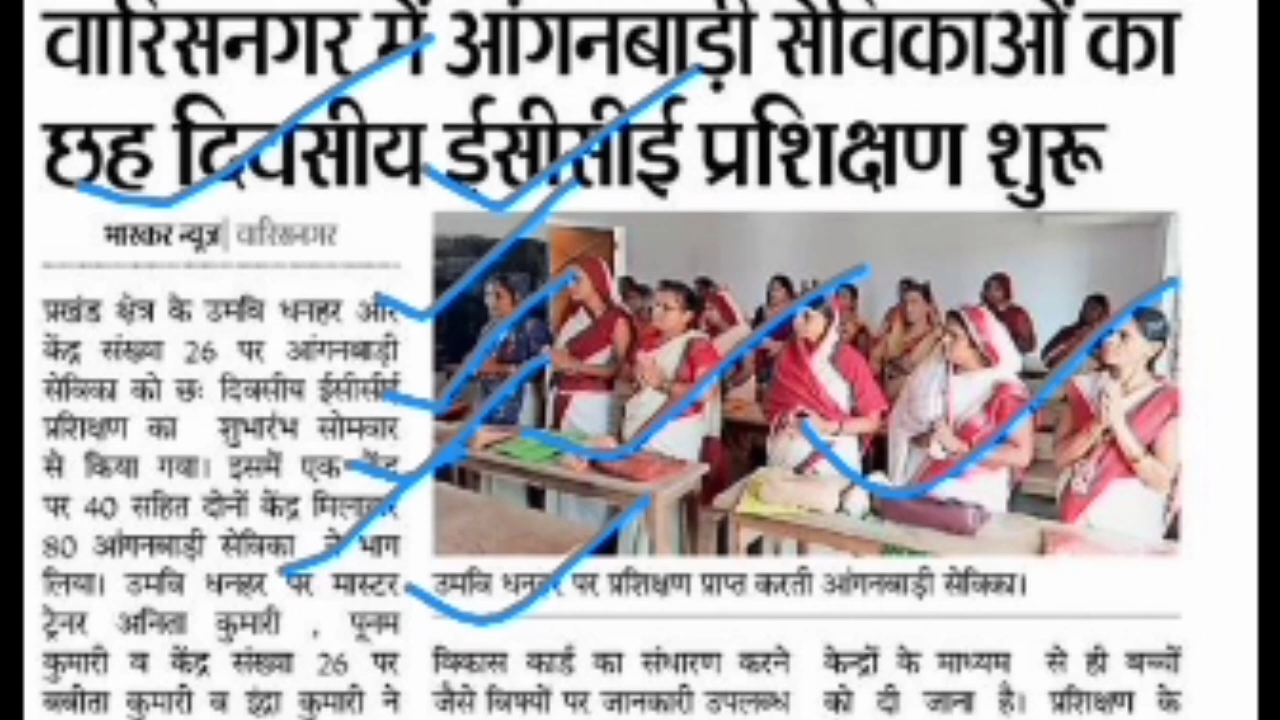 वारिसनगर में आंगनबाड़ी सेविकाओं का
छह दिवसीय ईसीसीई प्रशिक्षण शुरू
भास्कर न्यूज | वारिसनगर
प्रखंड क्षेत्र के उमवि धनहर और
केंद्र संख्या 26 पर आंगनबाड़ी
सेविका को छः दिवसीय ईसीसीई
प्रशिक्षण का शुभारंभ सोमवार
से किया गया। इसमें एक केंद्र
पर 40 सहित दोनों केंद्र मिलाकर
80 आंगनबाड़ी सेविका ने भाग
लिया। उमवि धनहर पर मास्टर
ट्रेनर अनिता कुमारी , पूनम
कुमारी व केंद्र संख्या 26 पर
बबीता कुमारी व इंद्रा कुमारी ने
उमवि धनहर पर प्रशिक्षण प्राप्त करती आंगनबाड़ी सेविका।
विकास कार्ड का संधारण करने
जैसे विषयों पर जानकारी उपलब्ध
केन्द्रों के माध्यम से ही बच्चों
को दी जाना है। प्रशिक्षण के